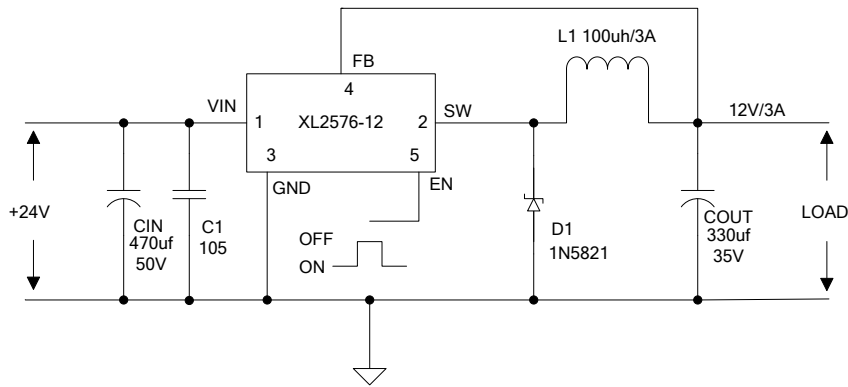 L1 100uh/3A
FB
4
VIN
1
XL2576-12
2
SW
12V/3A
3
5
GND
EN
+24V
CIN
470uf
50V
C1
105
OFF
ON
D1
1N5821
COUT
330uf
35V
LOAD